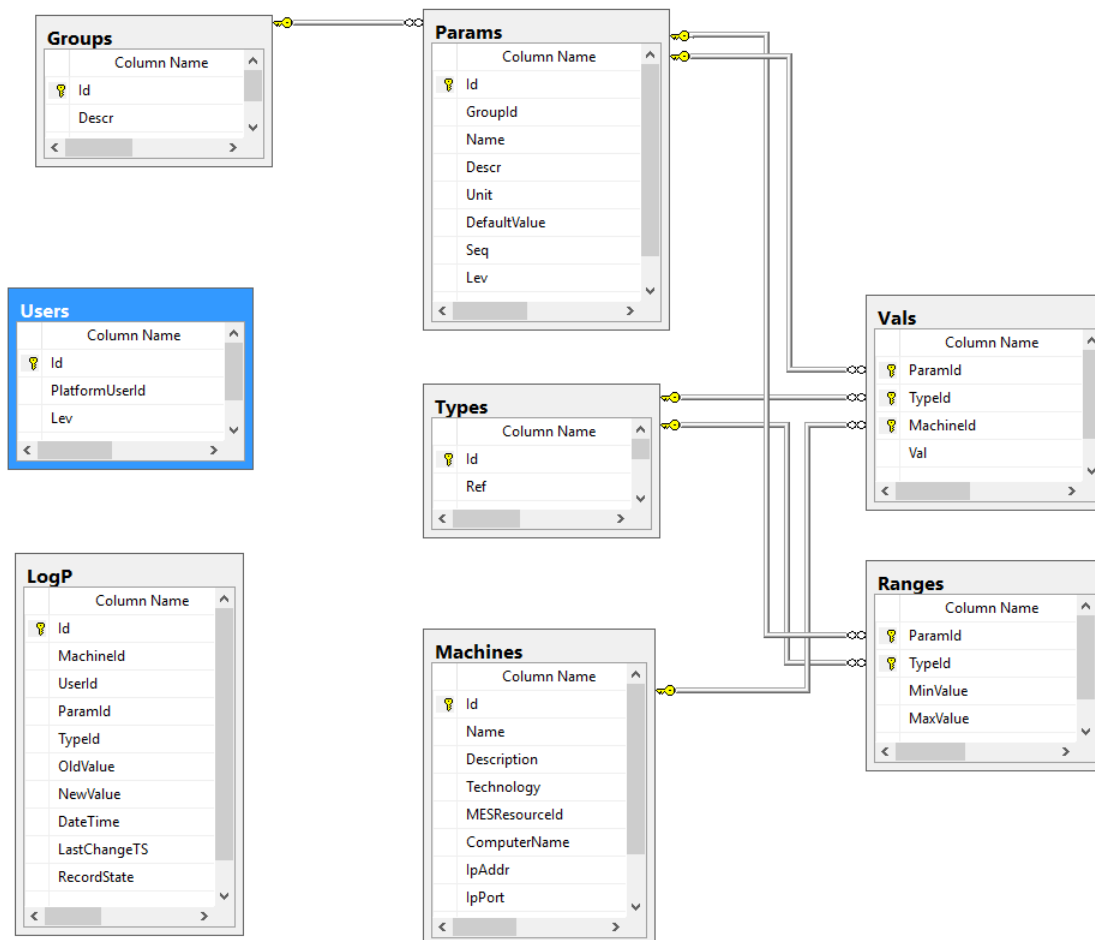 Groups
Column Name
Id
Descr
Params
Column Name
Id
GroupId
Name
Descr
Unit
DefaultValue
Seq
Lev
Users
Column Name
Id
PlatformUserId
Lev
Types
Column Name
Id
Ref
Vals
Column Name
ParamId
TypeId
MachineId
Val
LogP
Column Name
Id
MachineId
UserId
ParamId
TypeId
OldValue
NewValue
DateTime
LastChangeTS
RecordState
Machines
Column Name
Id
Name
Description
Technology
MESResourceId
ComputerName
IpAddr
IpPort
Ranges
Column Name
ParamId
TypeId
MinValue
MaxValue